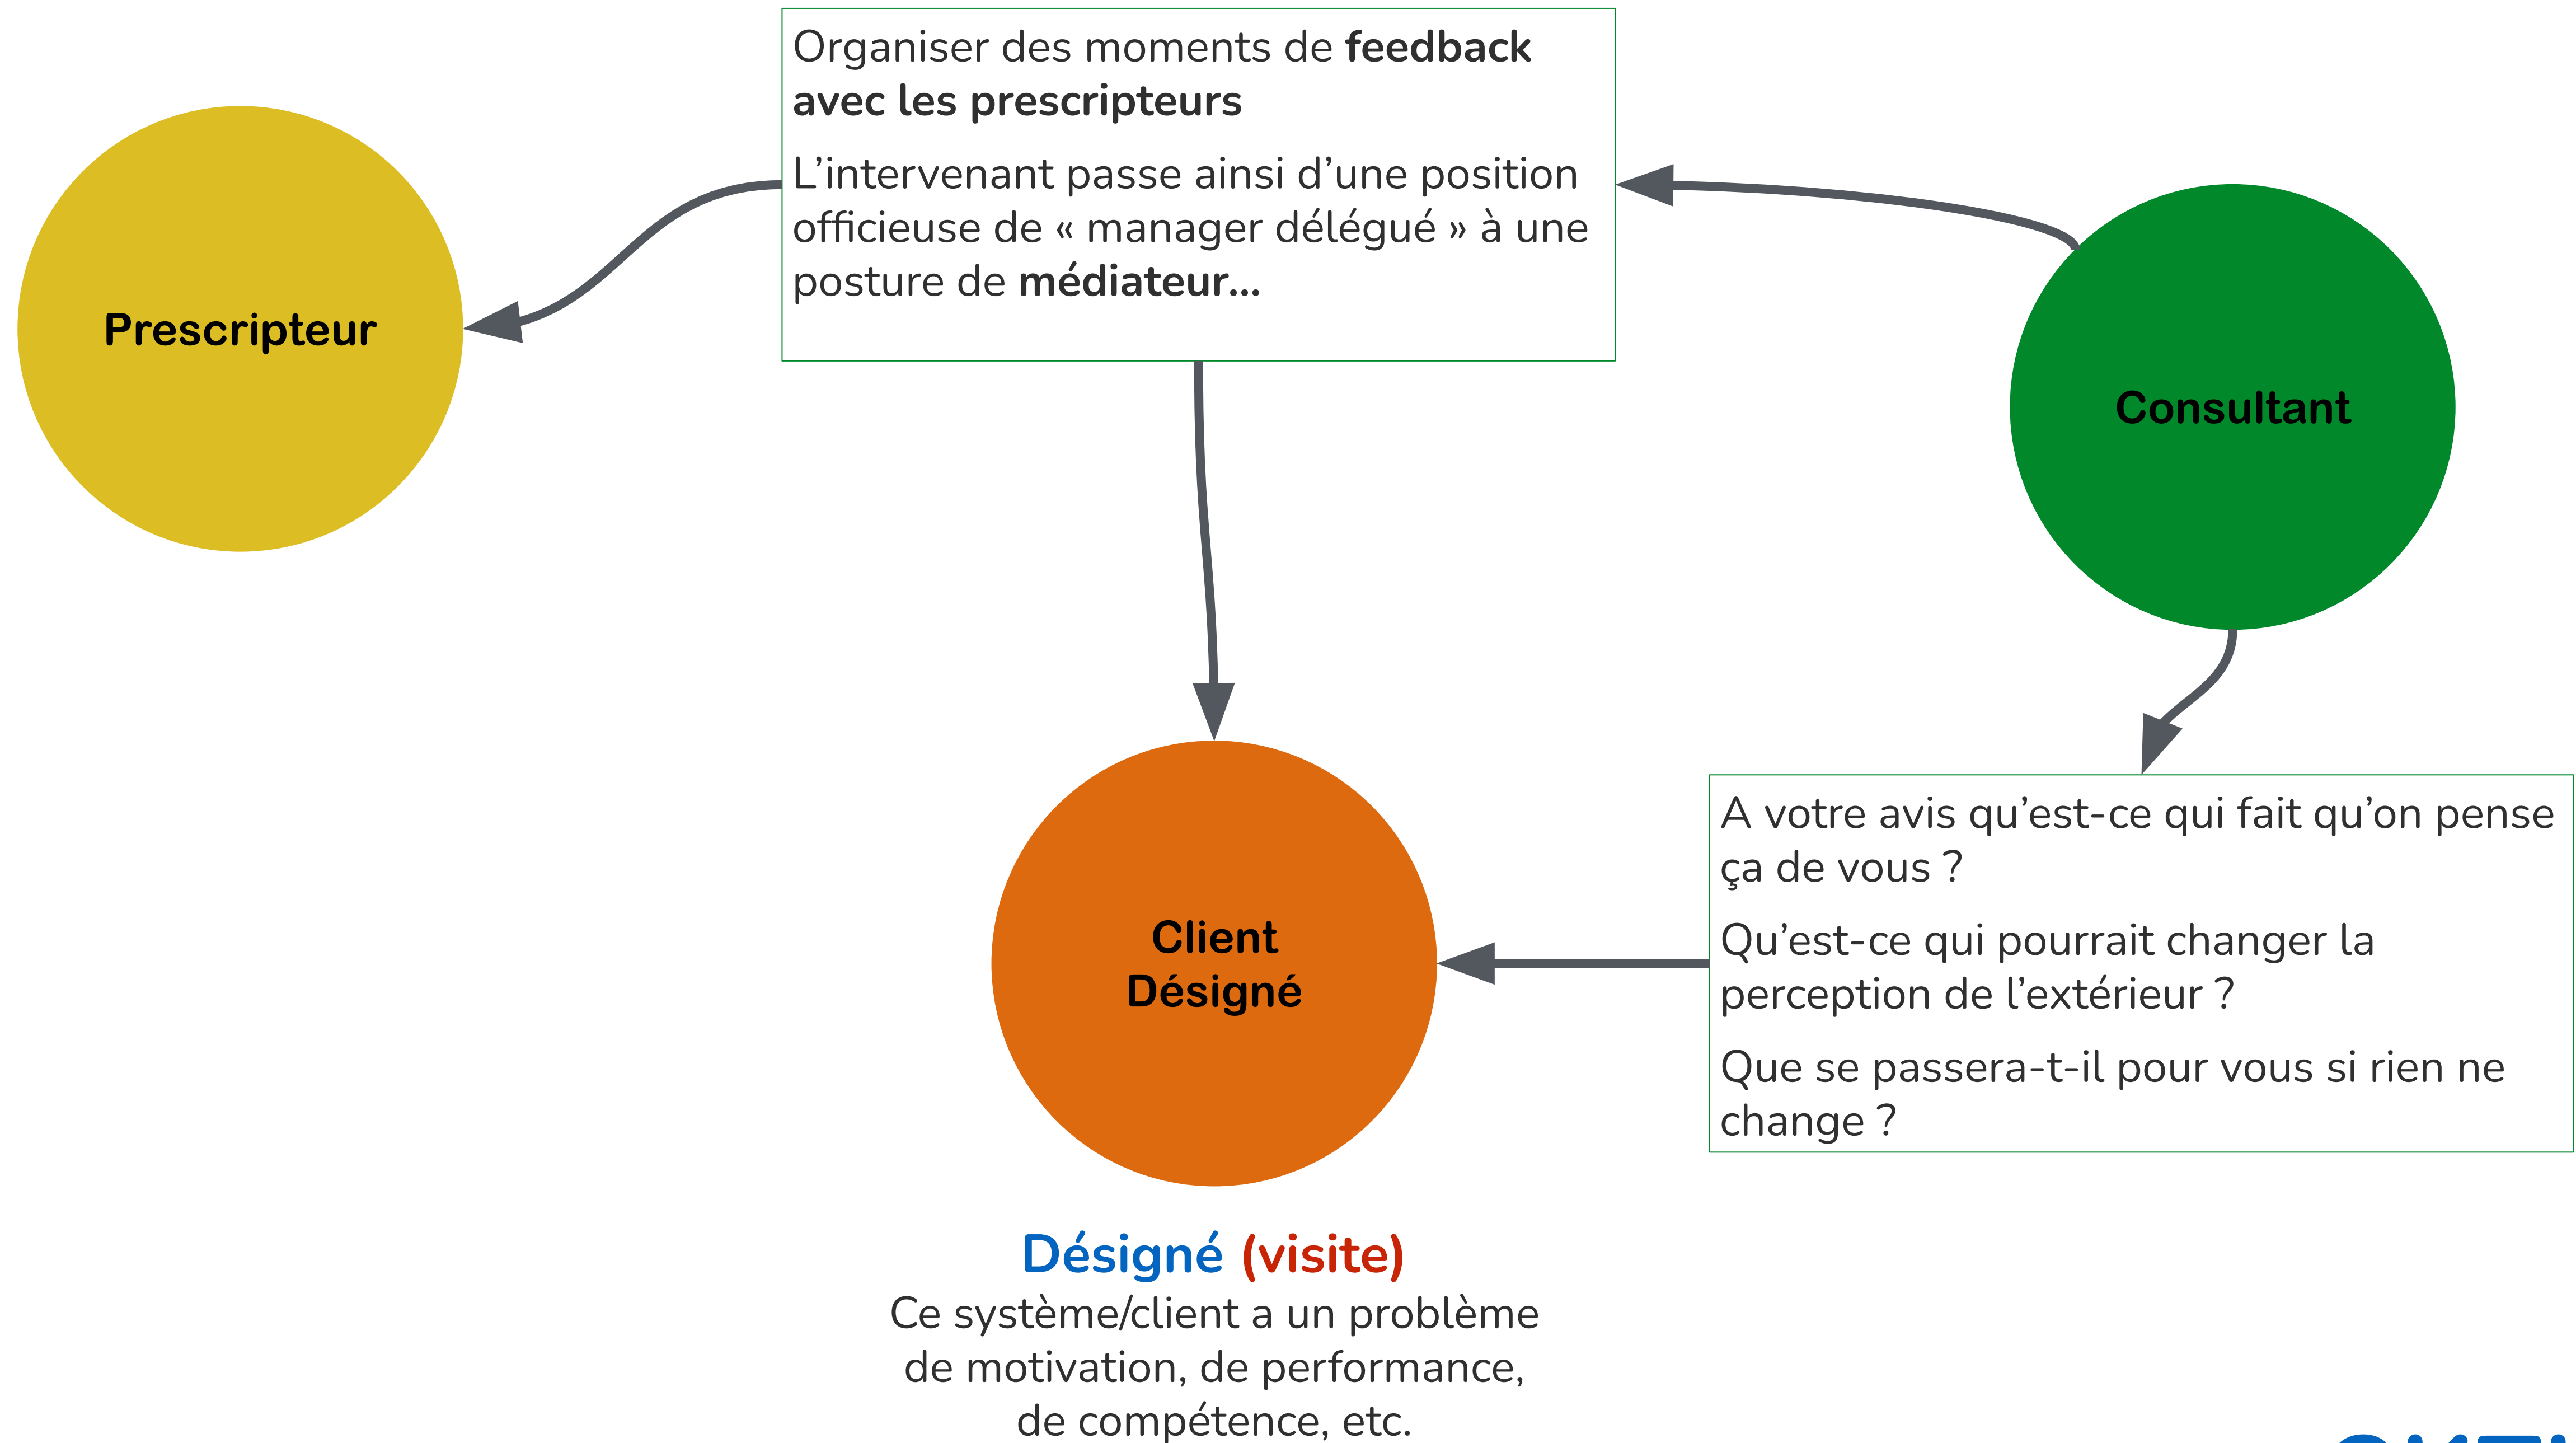 Organiser des moments de feedback
avec les prescripteurs
L’intervenant passe ainsi d’une position
officieuse de « manager délégué » à une
posture de médiateur...
Prescripteur
Consultant
A votre avis qu’est-ce qui fait qu’on pense
ça de vous ?
Qu’est-ce qui pourrait changer la
perception de l’extérieur ?
Que se passera-t-il pour vous si rien ne
change ?
Client
Désigné
Désigné (visite)
Ce système/client a un problème
de motivation, de performance,
de compétence, etc.